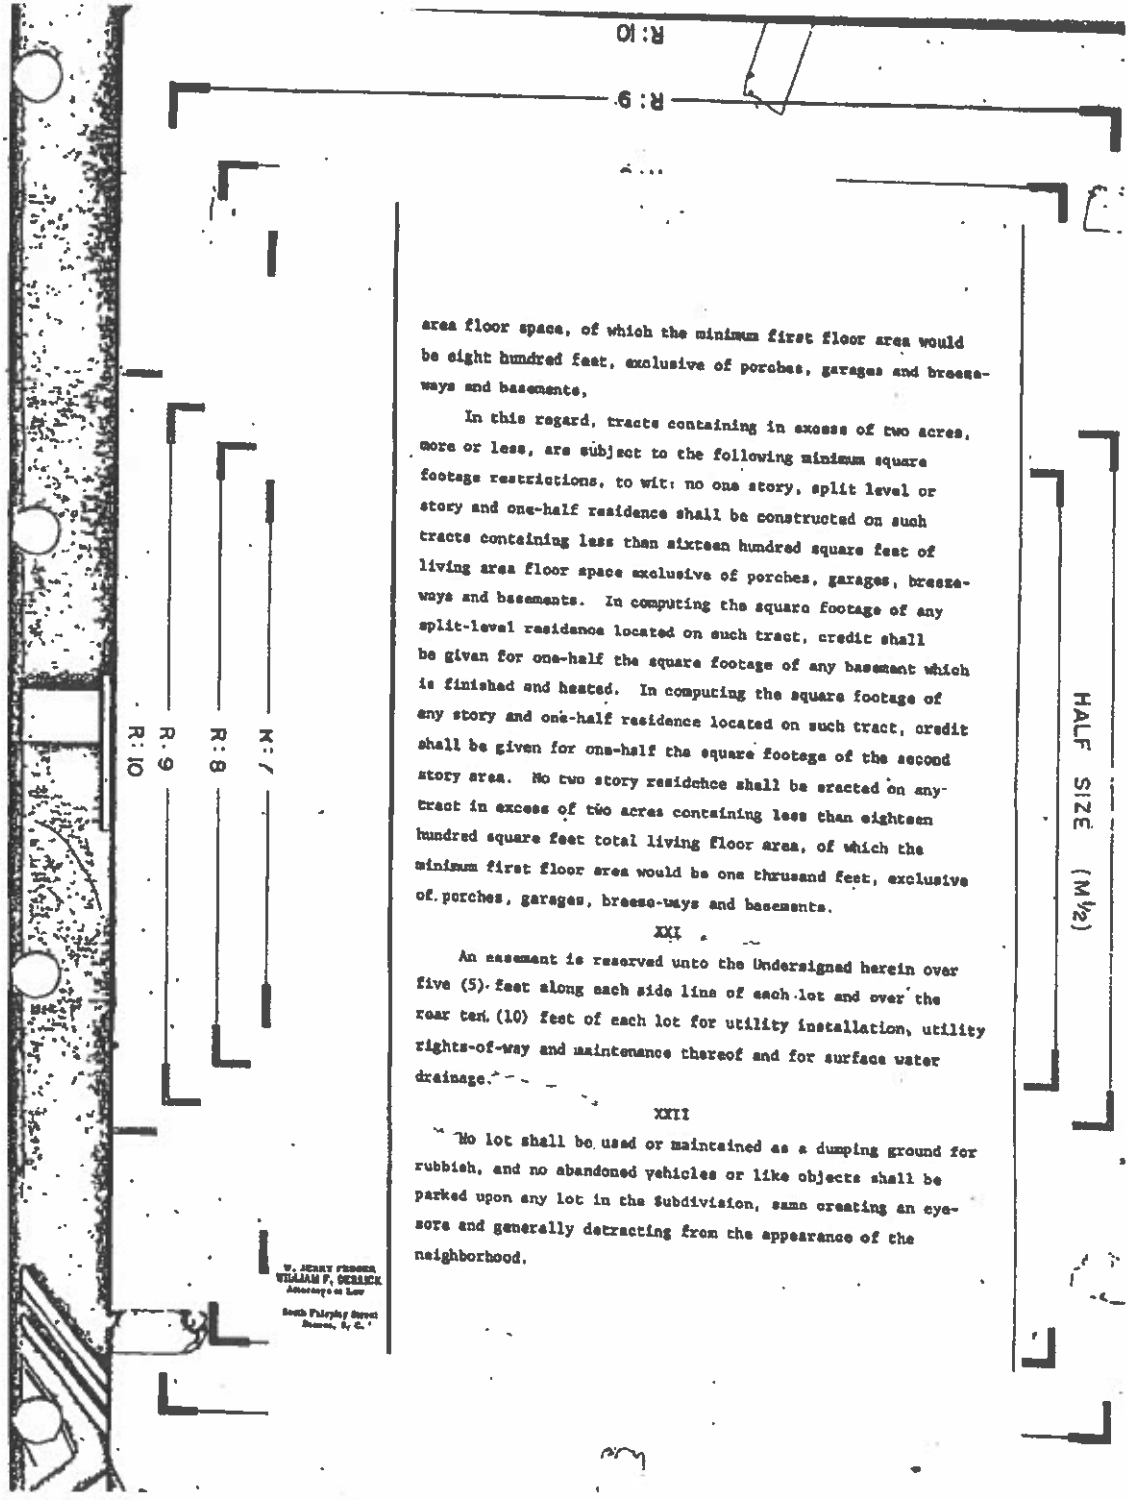 R:10
R:9
area floor space, of which the minimum first floor area would
be eight hundred feet, exclusive of porches, garages and breeze-
ways and basements.
In this regard, tracts containing in excess of two acres,
more or less, are subject to the following minimum square
footage restrictions, to wit: no one story, split level or
story and one-half residence shall be constructed on such
tracts containing less than sixteen hundred square feet of
living area floor space exclusive of porches, garages, breeze-
ways and basements. In computing the square footage of any
split-level residence located on such tract, credit shall
be given for one-half the square footage of any basement which
is finished and heated. In computing the square footage of
any story and one-half residence located on such tract, credit
shall be given for one-half the square footage of the second
story area. No two story residence shall be erected on any
tract in excess of two acres containing less than eighteen
hundred square feet total living floor area, of which the
minimum first floor area would be one thrusand feet, exclusive
of porches, garages, breese-ways and basements.
XXI
An easement is reserved unto the Undersigned herein over
five (5) feet along each side line of each lot and over the
rear ten (10) feet of each lot for utility installation, utility
rights-of-way and maintenance thereof and for surface water
drainage.
XXII
No lot shall be used or maintained as a dumping ground for
rubbish, and no abandoned vehicles or like objects shall be
parked upon any lot in the Subdivision, same creating an eye-
sore and generally detracting from the appearance of the
neighborhood.
W. JERRY
WILLIAM F. DERRICK
Attorneys at Law
South Street
S. C.
R:10
R.9
R:8
HALF SIZE (M½)